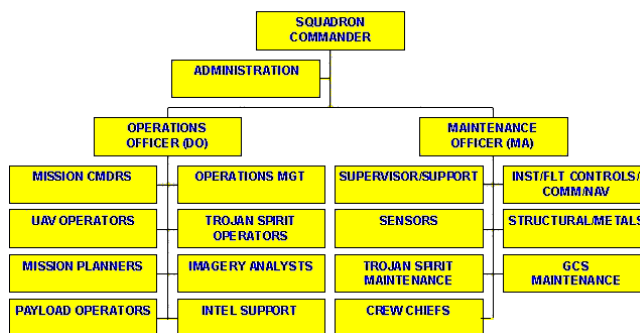 SQUADRON
COMMANDER
ADMINISTRATION
OPERATIONS
OFFICER (DO)
MAINTENANCE
OFFICER (MA)
MISSION CMDRS
OPERATIONS MGT
SUPERVISOR/SUPPORT
INST/FLT CONTROLS/
COMM/NAV
UAV OPERATORS
TROJAN SPIRIT
OPERATORS
SENSORS
STRUCTURAL/METALS
MISSION PLANNERS
IMAGERY ANALYSTS
TROJAN SPIRIT
MAINTENANCE
GCS
MAINTENANCE
PAYLOAD OPERATORS
INTEL SUPPORT
CREW CHIEFS